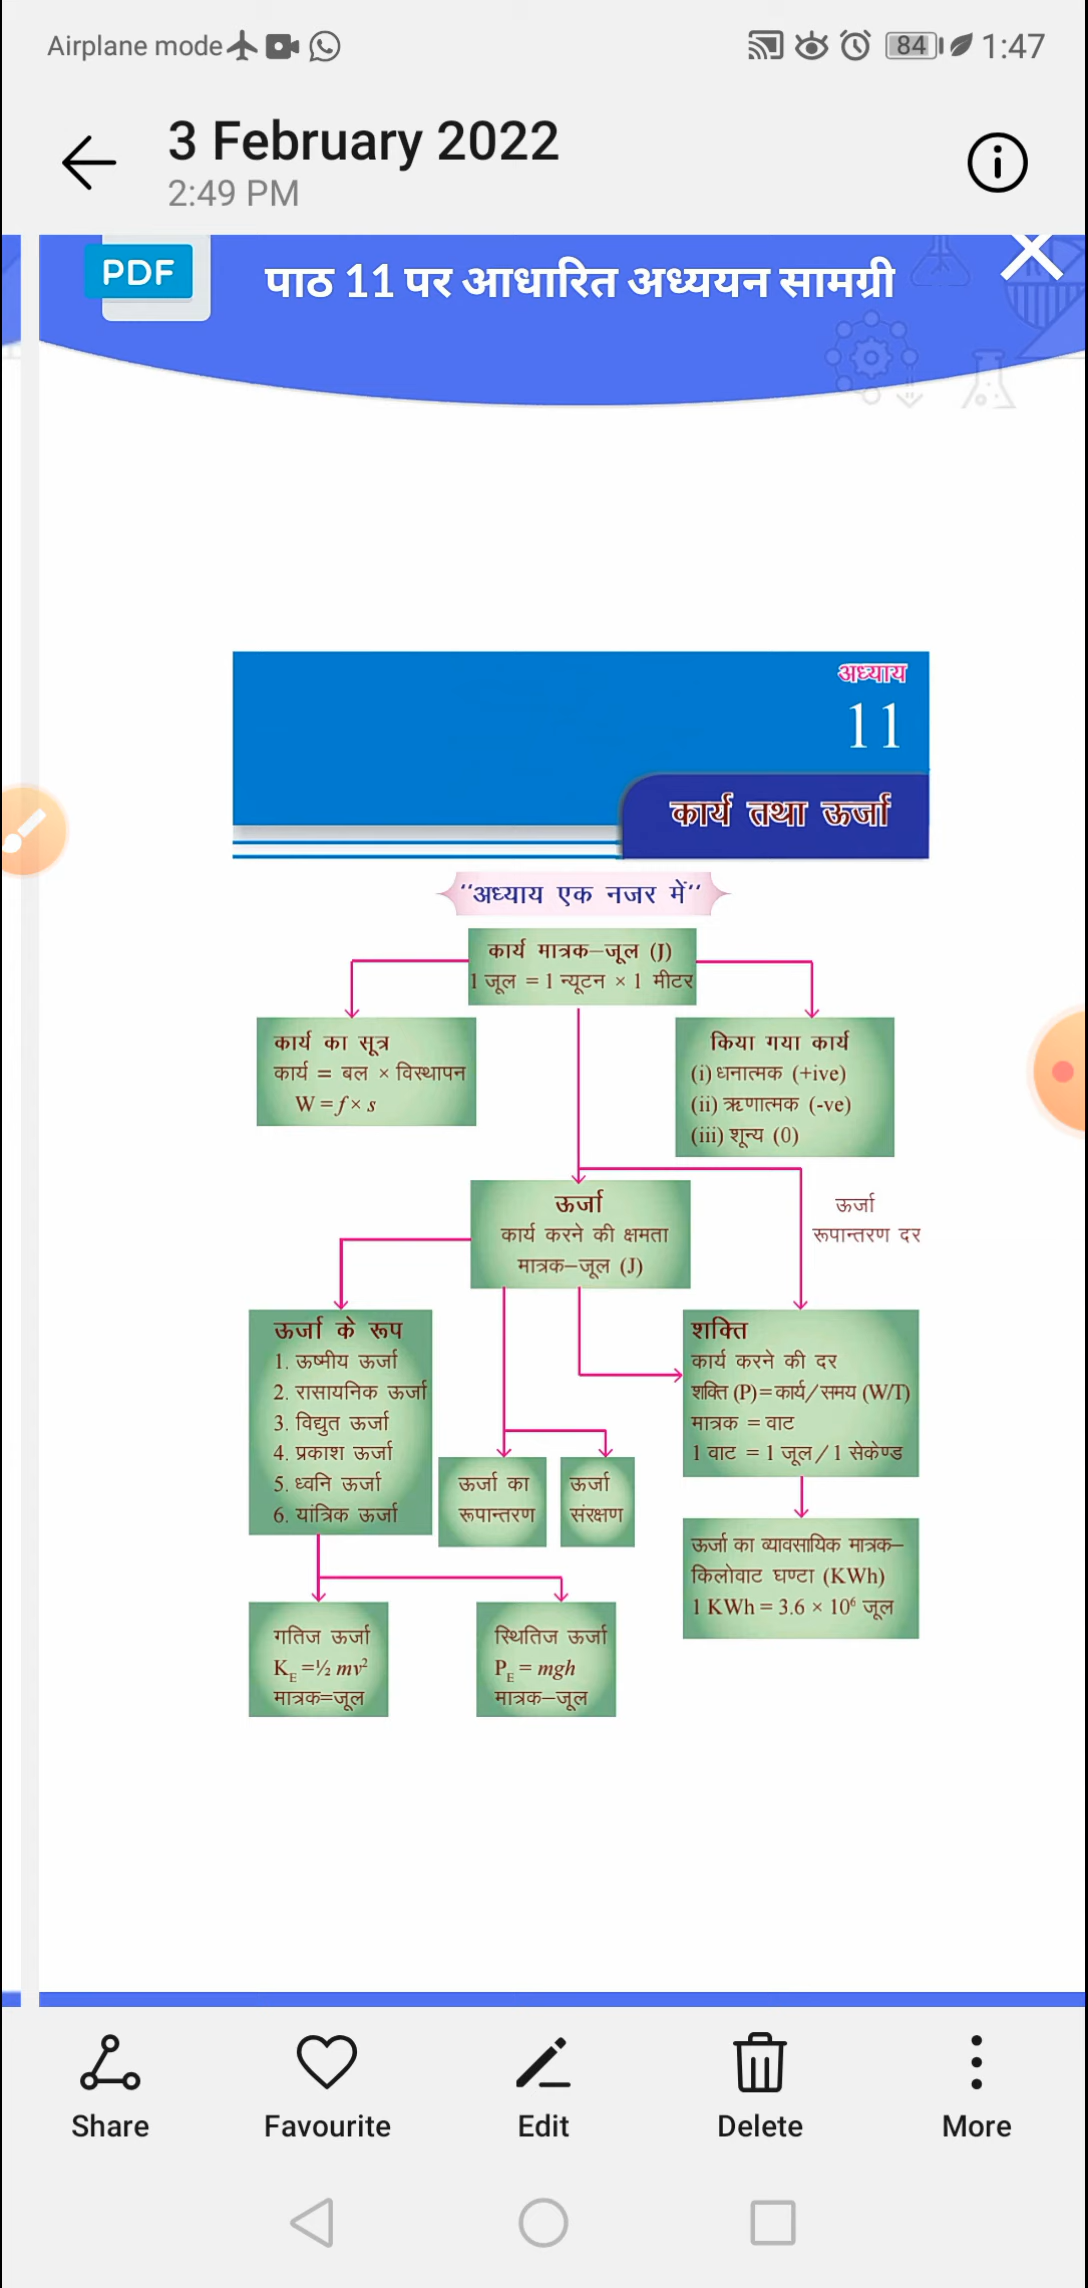 Airplane mode 84 1:47
3 February 2022
2:49 PM
PDF
पाठ 11 पर आधारित अध्ययन सामग्री
अध्याय
11
कार्य तथा ऊर्जा
‘‘अध्याय एक नजर में‘‘
कार्य मात्रक–जूल (J)
1 जूल = 1 न्यूटन × 1 मीटर
कार्य का सूत्र
कार्य = बल × विस्थापन
W = f × s
किया गया कार्य
(i) धनात्मक (+ive)
(ii) ऋणात्मक (-ve)
(iii) शून्य (0)
ऊर्जा
कार्य करने की क्षमता
मात्रक–जूल (J)
ऊर्जा
रूपान्तरण दर
ऊर्जा के रूप
1. ऊष्मीय ऊर्जा
2. रासायनिक ऊर्जा
3. विद्युत ऊर्जा
4. प्रकाश ऊर्जा
5. ध्वनि ऊर्जा
6. यांत्रिक ऊर्जा
ऊर्जा का
रूपान्तरण
ऊर्जा
संरक्षण
शक्ति
कार्य करने की दर
शक्ति (P)=कार्य/समय (W/T)
मात्रक = वाट
1 वाट = 1 जूल/1 सेकेण्ड
ऊर्जा का व्यावसायिक मात्रक–
किलोवाट घण्टा (KWh)
1 KWh = 3.6 × 10⁶ जूल
गतिज ऊर्जा
K_E =½ mv²
मात्रक=जूल
स्थितिज ऊर्जा
P_E = mgh
मात्रक–जूल
Share Favourite Edit Delete More